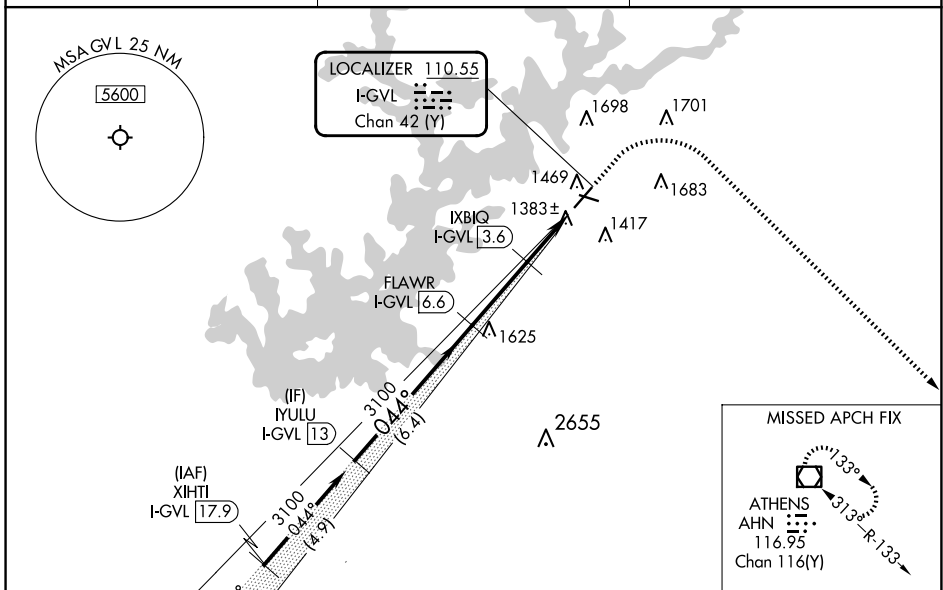 MSA GVL 25 NM
5600
LOCALIZER 110.55
I-GVL
Chan 42 (Y)
1698
1701
1469
1683
1383±
1417
IXBIQ
I-GVL 3.6
FLAWR
I-GVL 6.6
1625
(IF)
IYULU
I-GVL 13
3100
044°
(6.4)
2655
(IAF)
XIHTI
I-GVL 17.9
3100
044°
(4.9)
MISSED APCH FIX
133°
ATHENS
AHN
116.95
Chan 116(Y)
313°
R-133